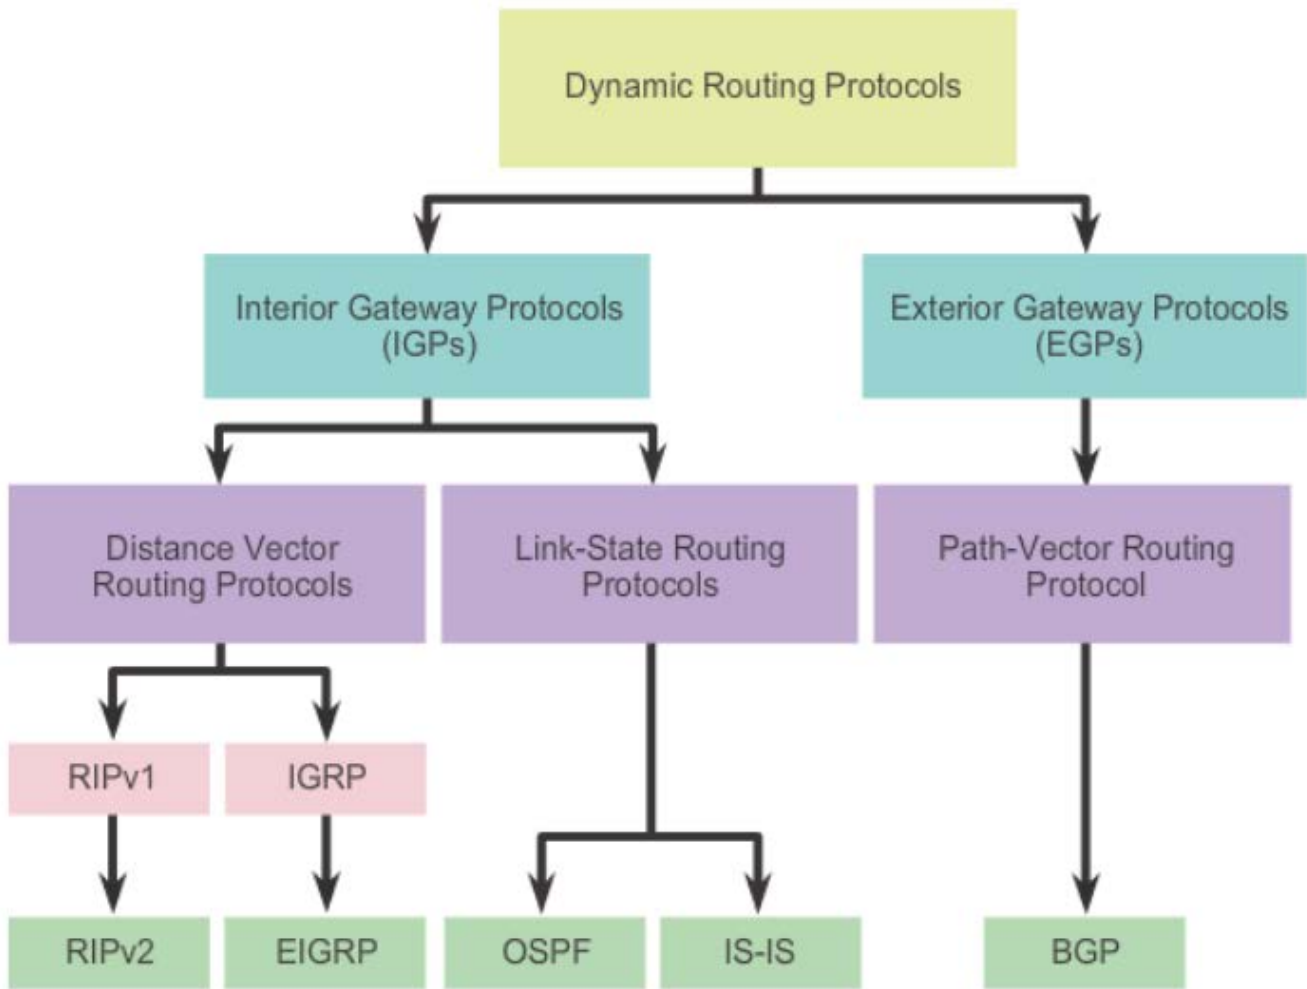 Dynamic Routing Protocols
Interior Gateway Protocols
(IGPs)
Exterior Gateway Protocols
(EGPs)
Distance Vector
Routing Protocols
Link-State Routing
Protocols
Path-Vector Routing
Protocol
RIPv1
IGRP
RIPv2
EIGRP
OSPF
IS-IS
BGP